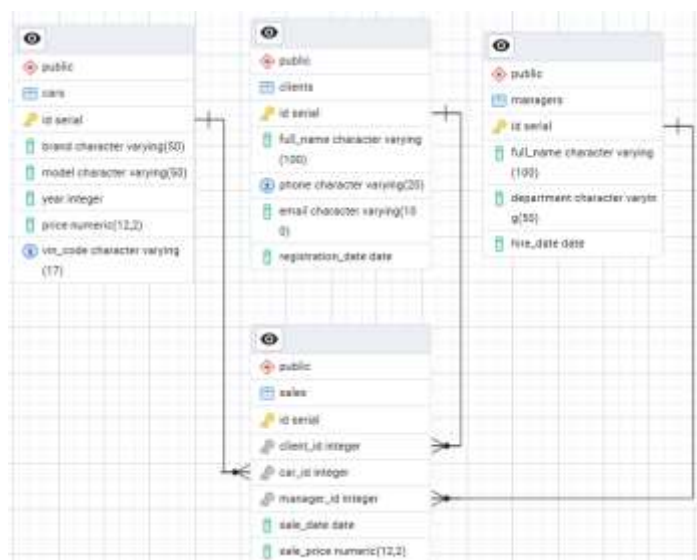 public
cars
id serial
brand character varying(50)
model character varying(50)
year integer
price numeric(12,2)
vin_code character varying
(17)
public
clients
id serial
full_name character varying
(100)
phone character varying(20)
email character varying(10
0)
registration_date date
public
managers
id serial
full_name character varying
(100)
department character varyin
g(50)
hire_date date
public
sales
id serial
client_id integer
car_id integer
manager_id integer
sale_date date
sale_price numeric(12,2)